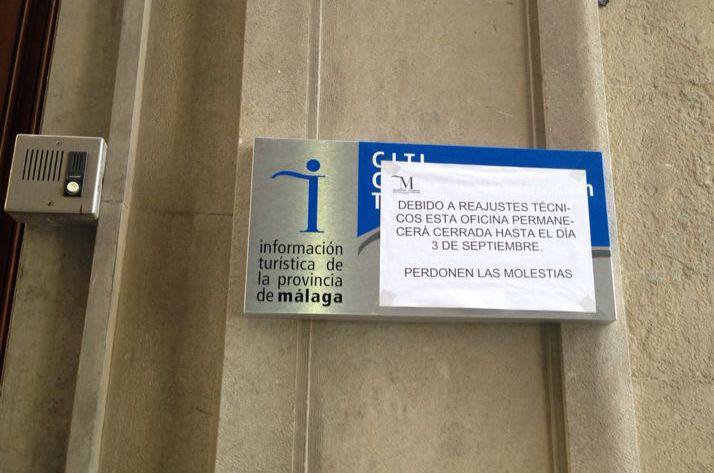 información
turística de
la provincia
de málaga
C.I.T.I.
M
DEBIDO A REAJUSTES TÉCNI-
COS ESTA OFICINA PERMANE-
CERÁ CERRADA HASTA EL DÍA
3 DE SEPTIEMBRE.
PERDONEN LAS MOLESTIAS